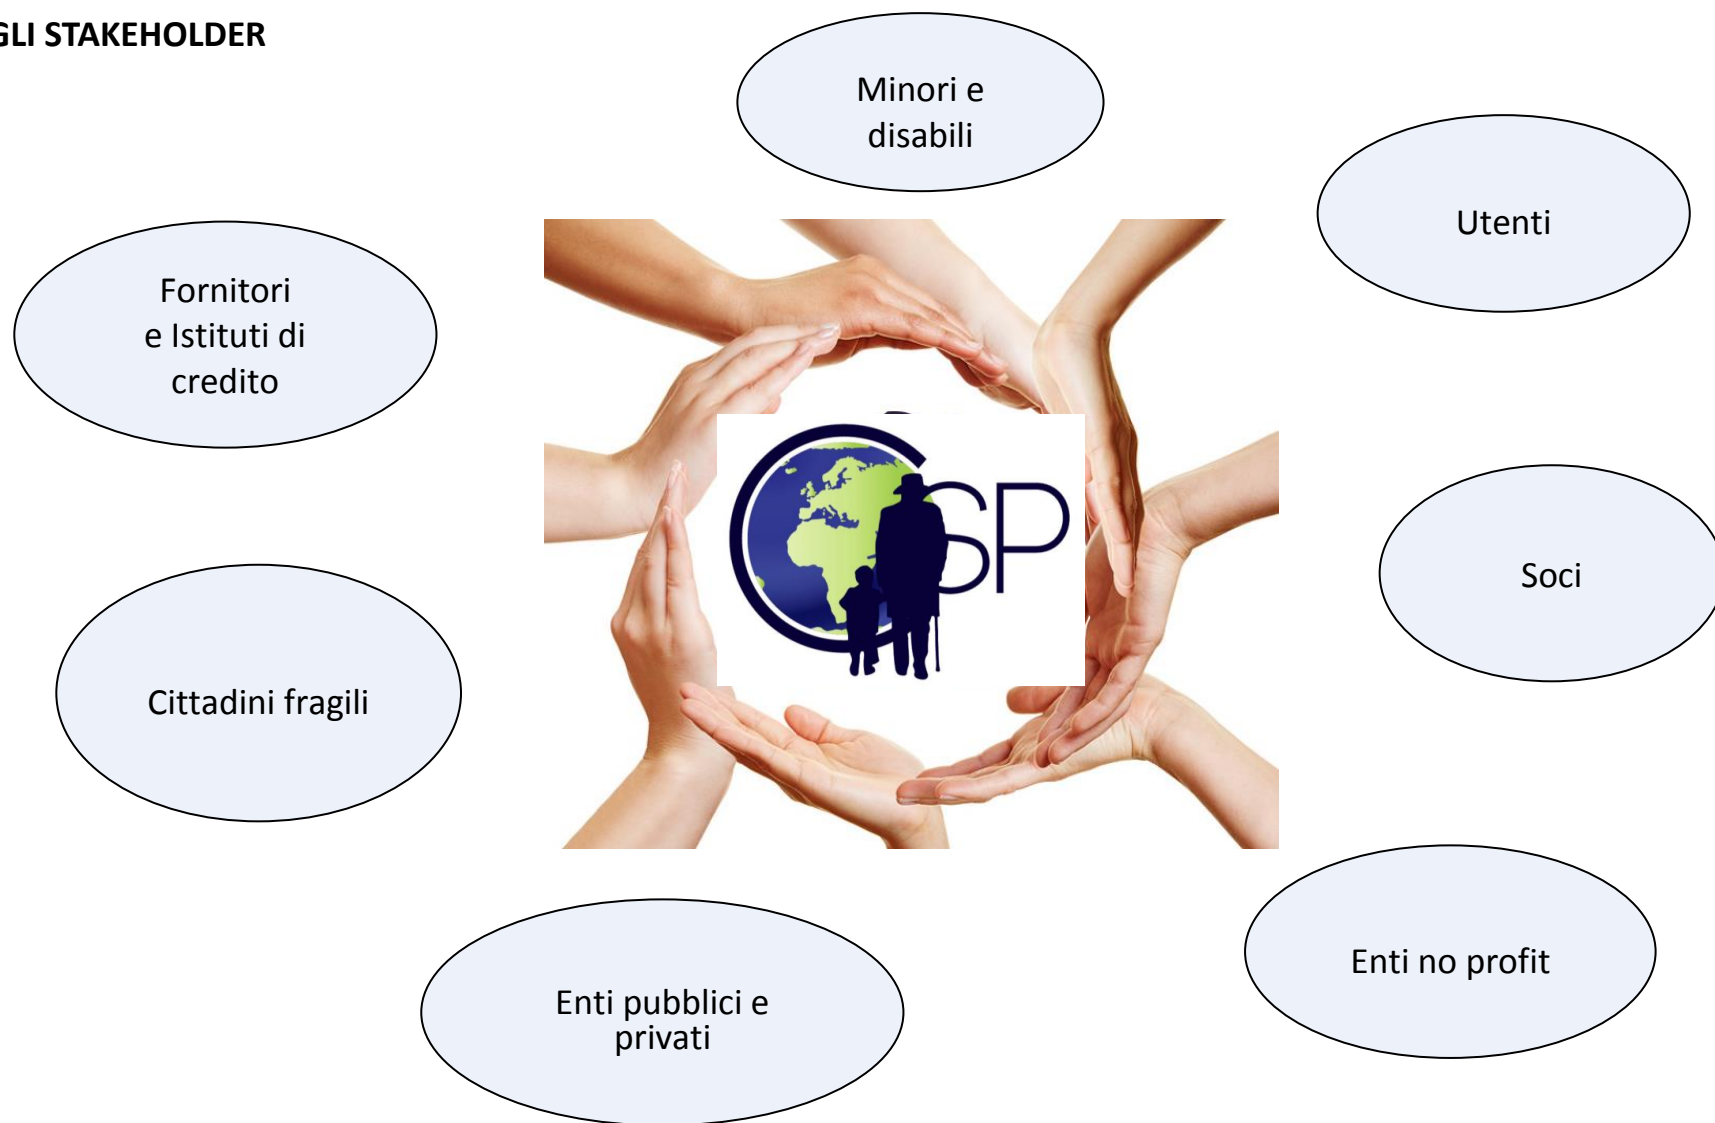 GLI STAKEHOLDER
Minori e
disabili
Utenti
Fornitori
e Istituti di
credito
CSP
Soci
Cittadini fragili
Enti no profit
Enti pubblici e
privati